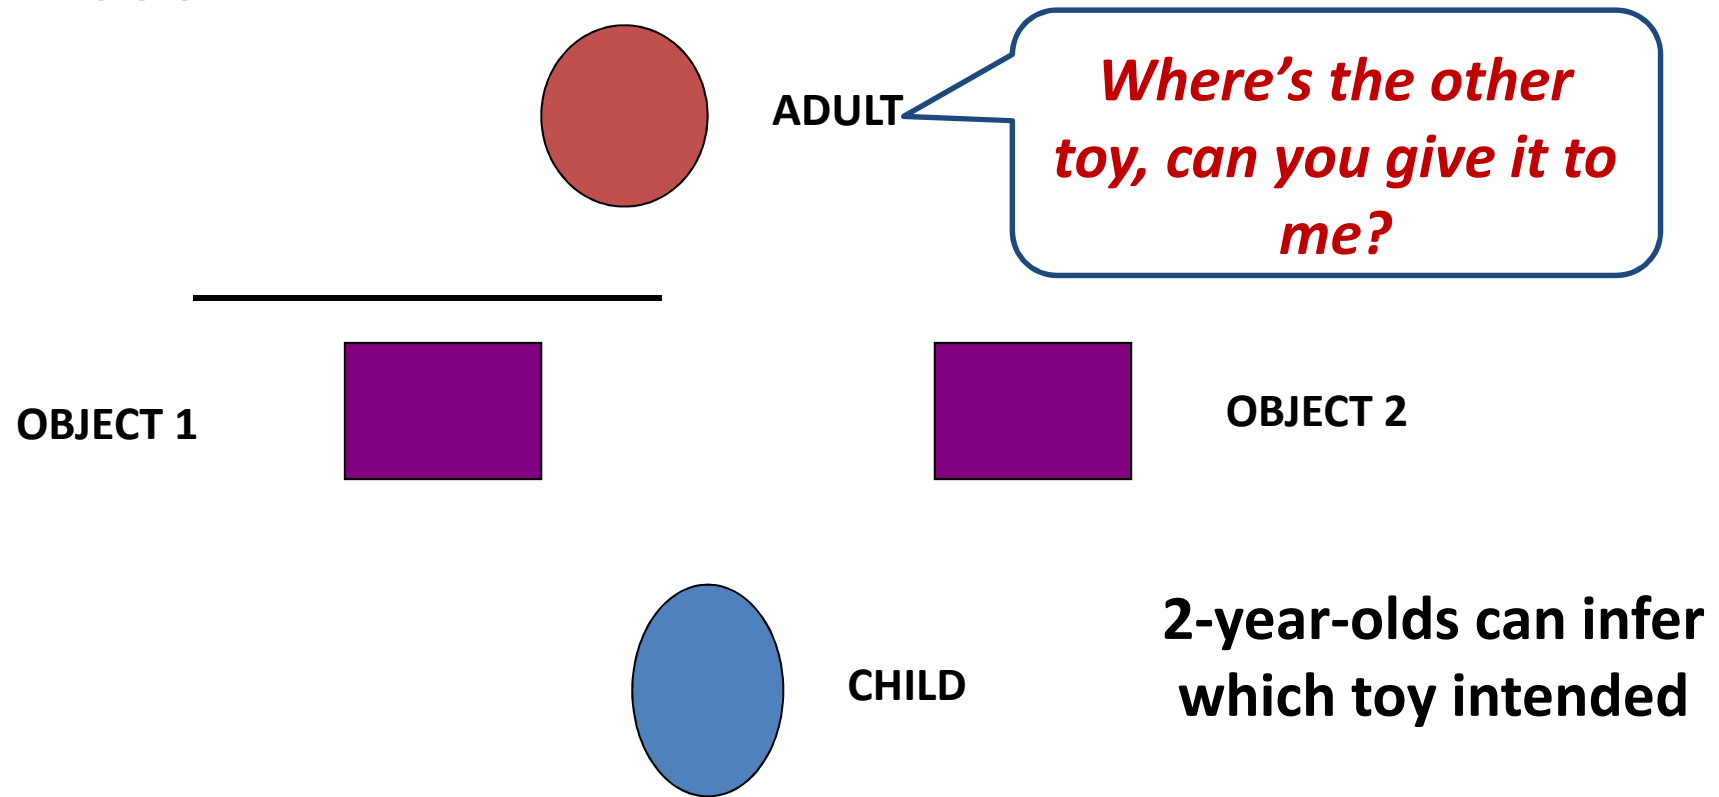 ADULT
Where’s the other
toy, can you give it to
me?
OBJECT 1
OBJECT 2
CHILD
2-year-olds can infer
which toy intended